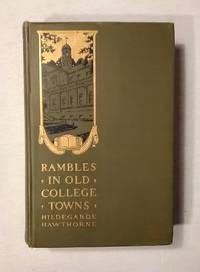 RAMBLES
IN OLD
COLLEGE
TOWNS
HILDEGARDE
HAWTHORNE